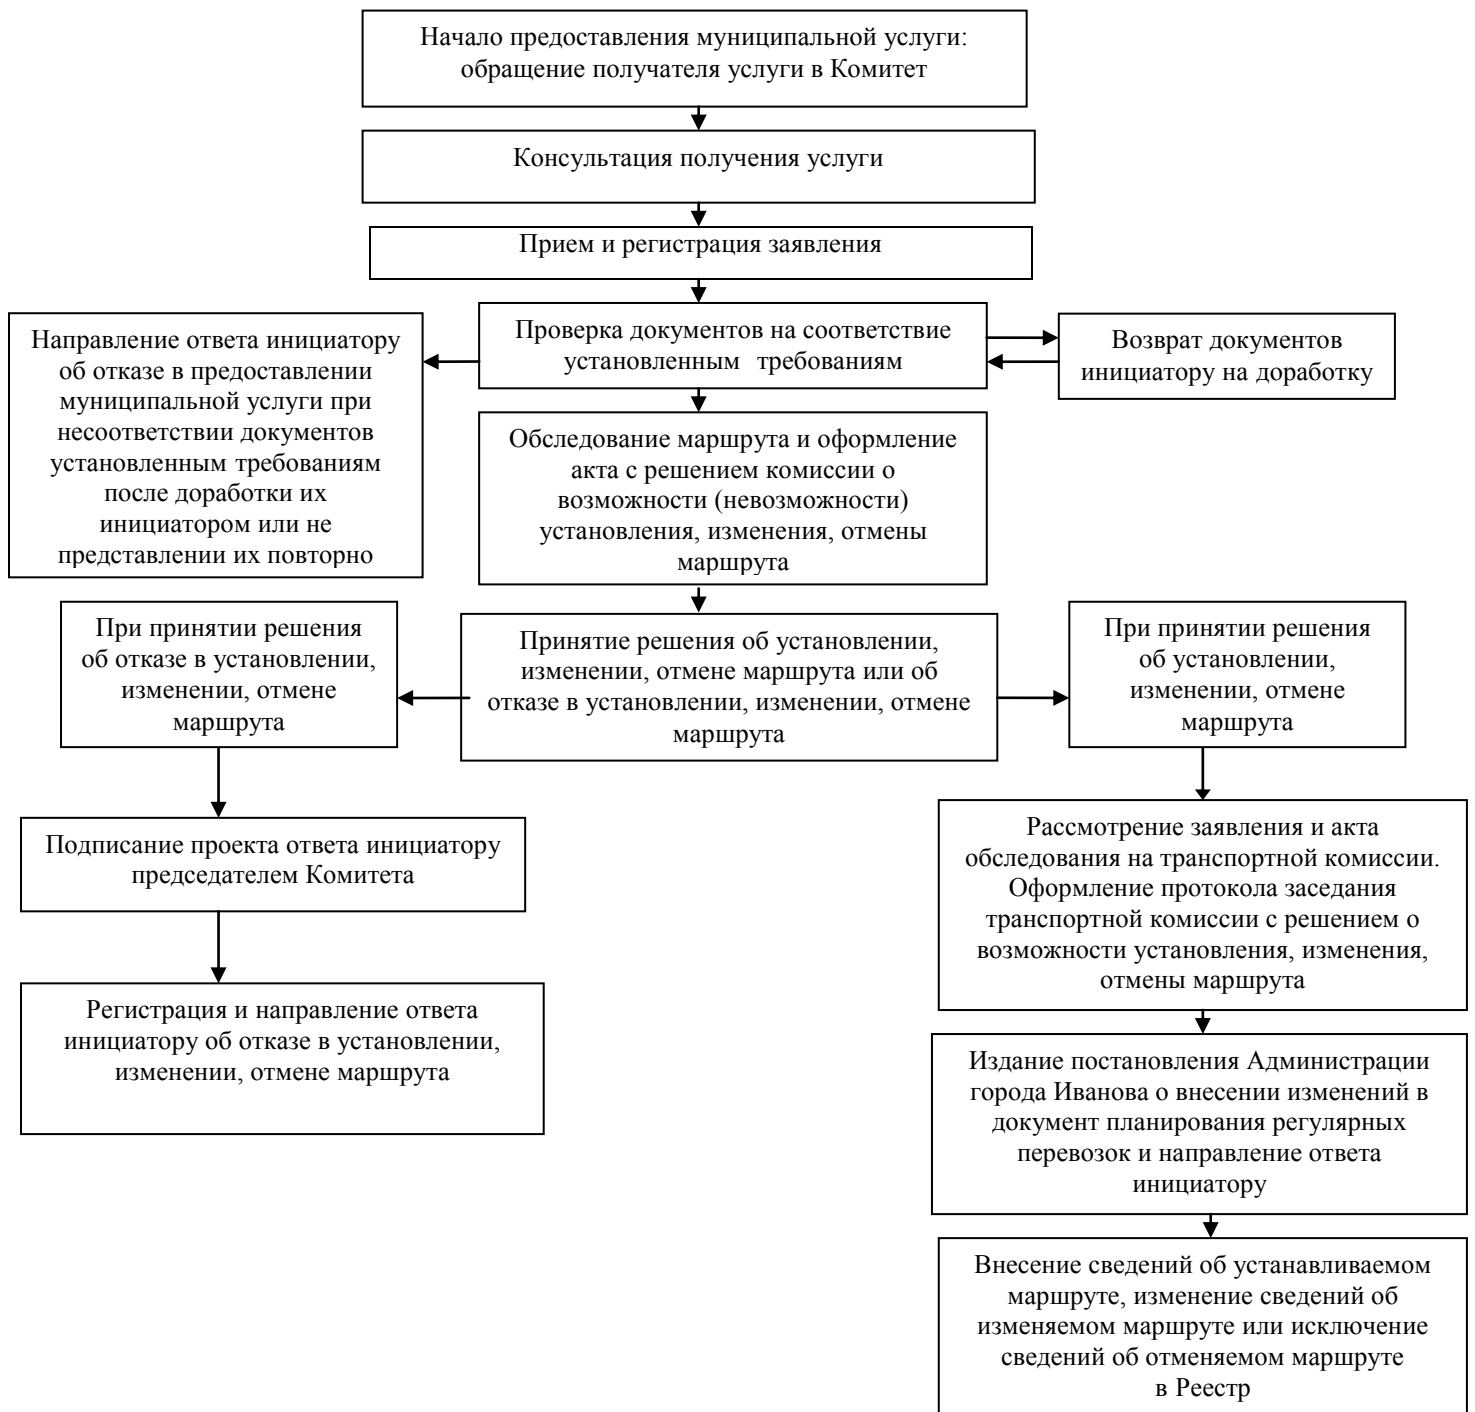 Начало предоставления муниципальной услуги:
обращение получателя услуги в Комитет
Консультация получения услуги
Прием и регистрация заявления
Проверка документов на соответствие
установленным требованиям
Возврат документов
инициатору на доработку
Направление ответа инициатору
об отказе в предоставлении
муниципальной услуги при
несоответствии документов
установленным требованиям
после доработки их
инициатором или не
представлении их повторно
Обследование маршрута и оформление
акта с решением комиссии о
возможности (невозможности)
установления, изменения, отмены
маршрута
При принятии решения
об отказе в установлении,
изменении, отмене
маршрута
Принятие решения об установлении,
изменении, отмене маршрута или об
отказе в установлении, изменении, отмене
маршрута
При принятии решения
об установлении,
изменении, отмене
маршрута
Подписание проекта ответа инициатору
председателем Комитета
Регистрация и направление ответа
инициатору об отказе в установлении,
изменении, отмене маршрута
Рассмотрение заявления и акта
обследования на транспортной комиссии.
Оформление протокола заседания
транспортной комиссии с решением о
возможности установления, изменения,
отмены маршрута
Издание постановления Администрации
города Иванова о внесении изменений в
документ планирования регулярных
перевозок и направление ответа
инициатору
Внесение сведений об устанавливаемом
маршруте, изменение сведений об
изменяемом маршруте или исключение
сведений об отменяемом маршруте
в Реестр